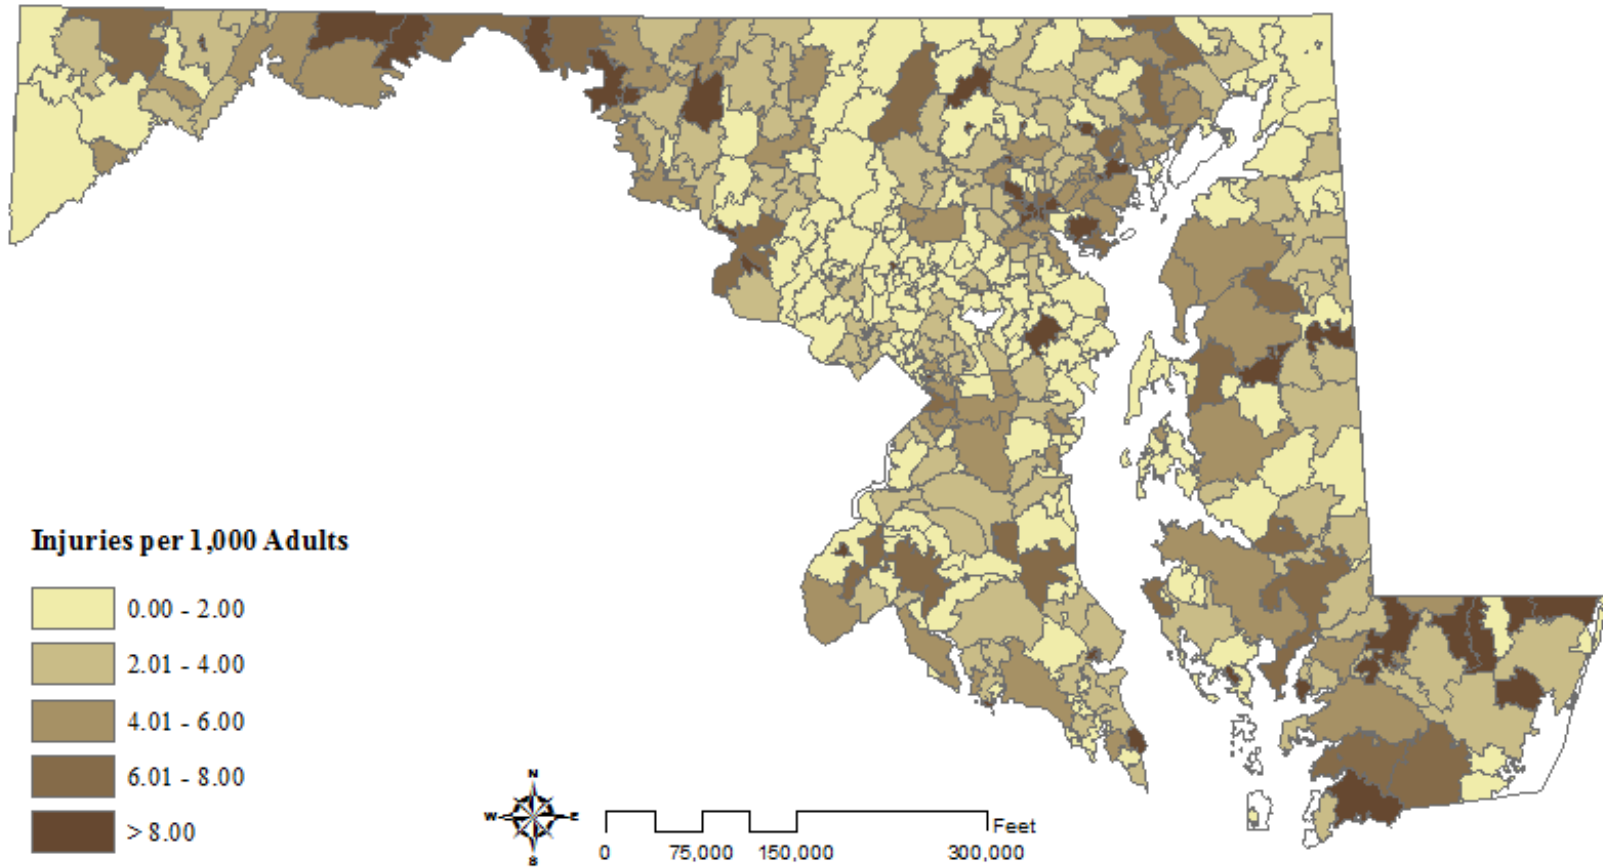 Injuries per 1,000 Adults
0.00 - 2.00
2.01 - 4.00
4.01 - 6.00
6.01 - 8.00
> 8.00
N
W E
S
Feet
0 75,000 150,000 300,000